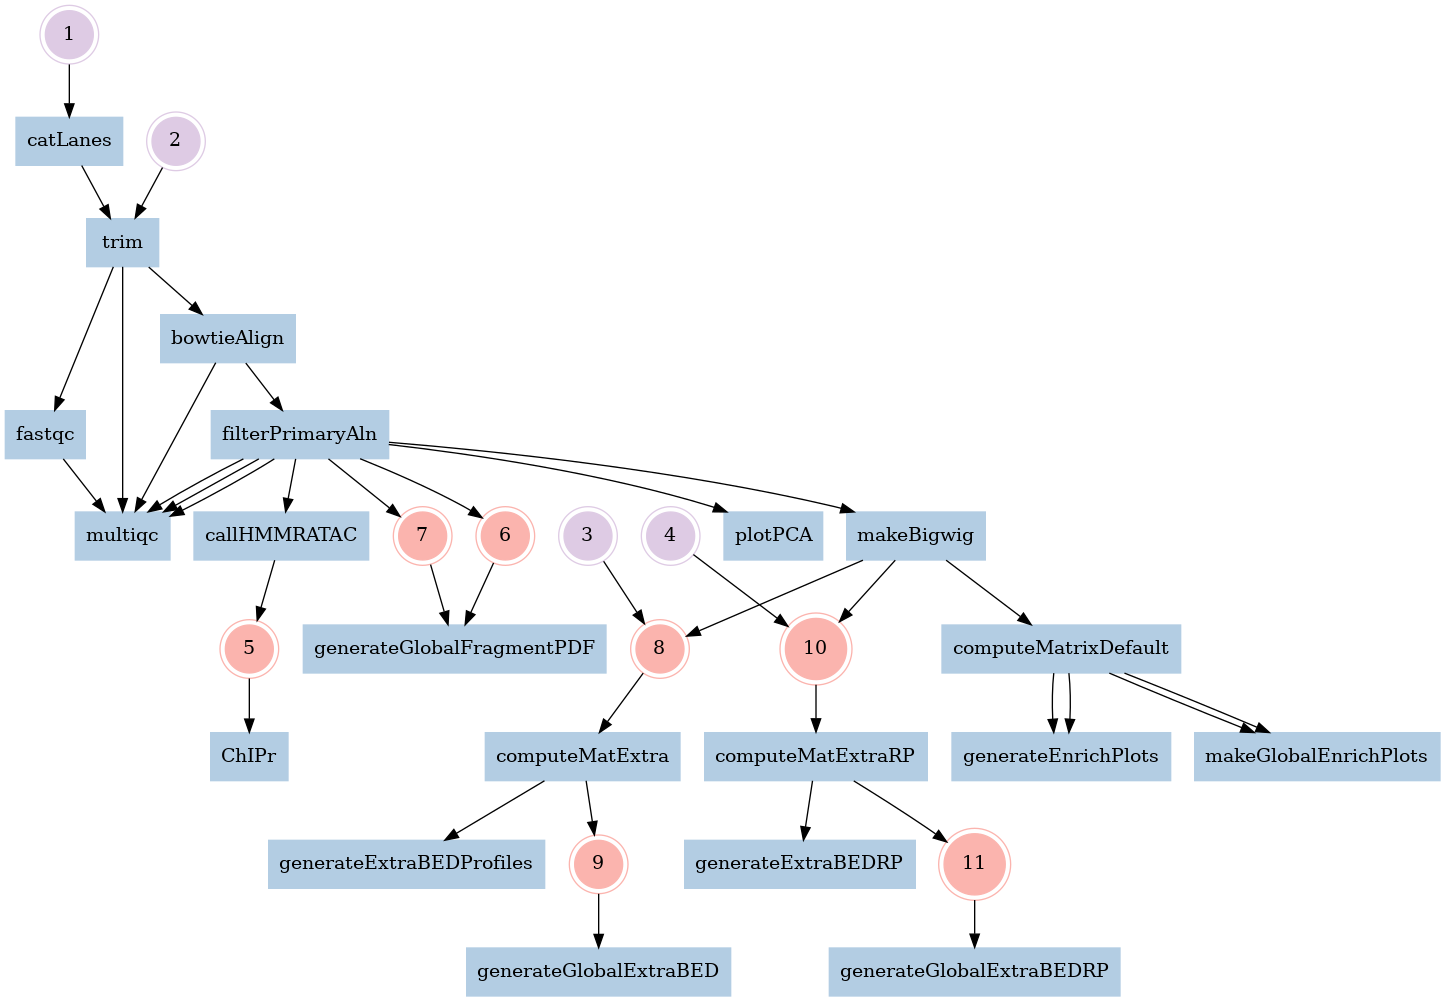 1
catLanes
2
trim
bowtieAlign
fastqc
filterPrimaryAln
multiqc
callHMMRATAC
7
6
3
4
plotPCA
makeBigwig
5
generateGlobalFragmentPDF
8
10
computeMatrixDefault
ChIPr
computeMatExtra
computeMatExtraRP
generateEnrichPlots
makeGlobalEnrichPlots
generateExtraBEDProfiles
9
generateExtraBEDRP
11
generateGlobalExtraBED
generateGlobalExtraBEDRP